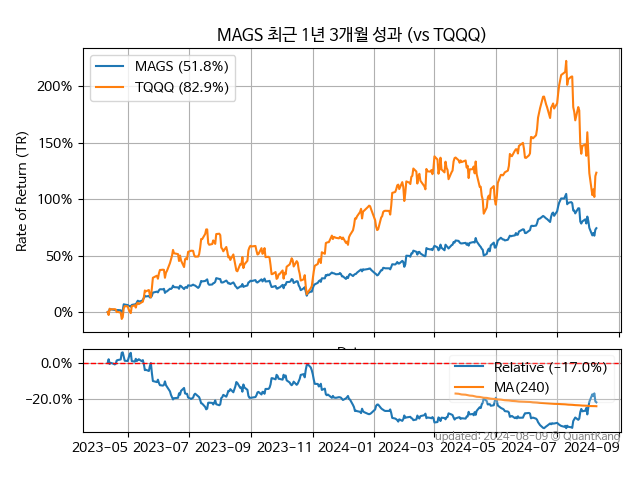 MAGS 최근 1년 3개월 성과 (vs TQQQ)
MAGS (51.8%)
TQQQ (82.9%)
Rate of Return (TR)
200%
150%
100%
50%
0%
Relative (−17.0%)
MA(240)
0.0%
−20.0%
updated: 2024-08-09 © QuantKang
2023−05 2023−07 2023−09 2023−11 2024−01 2024−03 2024−05 2024−07 2024−09